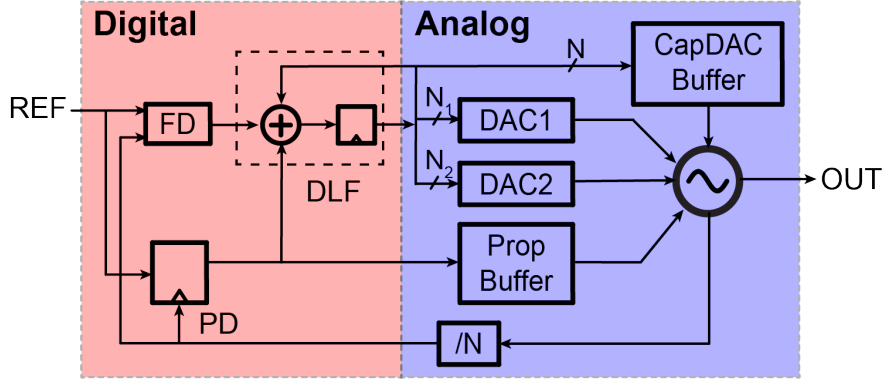 Digital
Analog
REF
FD
DLF
PD
N
N1
N2
CapDAC
Buffer
DAC1
DAC2
Prop
Buffer
/N
OUT